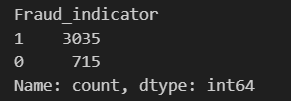 Fraud_indicator
1    3035
0     715
Name: count, dtype: int64